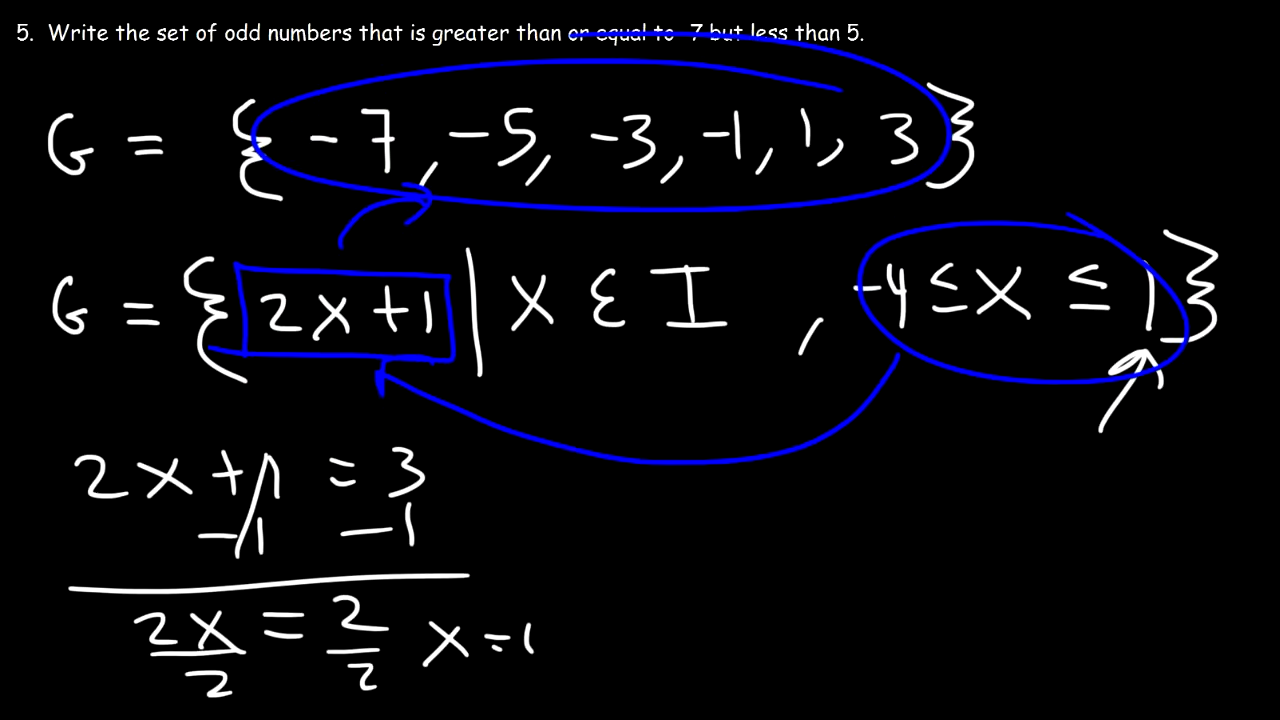 5. Write the set of odd numbers that is greater than or equal to -7 but less than 5.
G = { -7, -5, -3, -1, 1, 3 }
G = { 2x+1 | X ε I , -4 ≤ x ≤ 1 }
2x+1 = 3
-1 -1
2x = 2 x=1
2 2